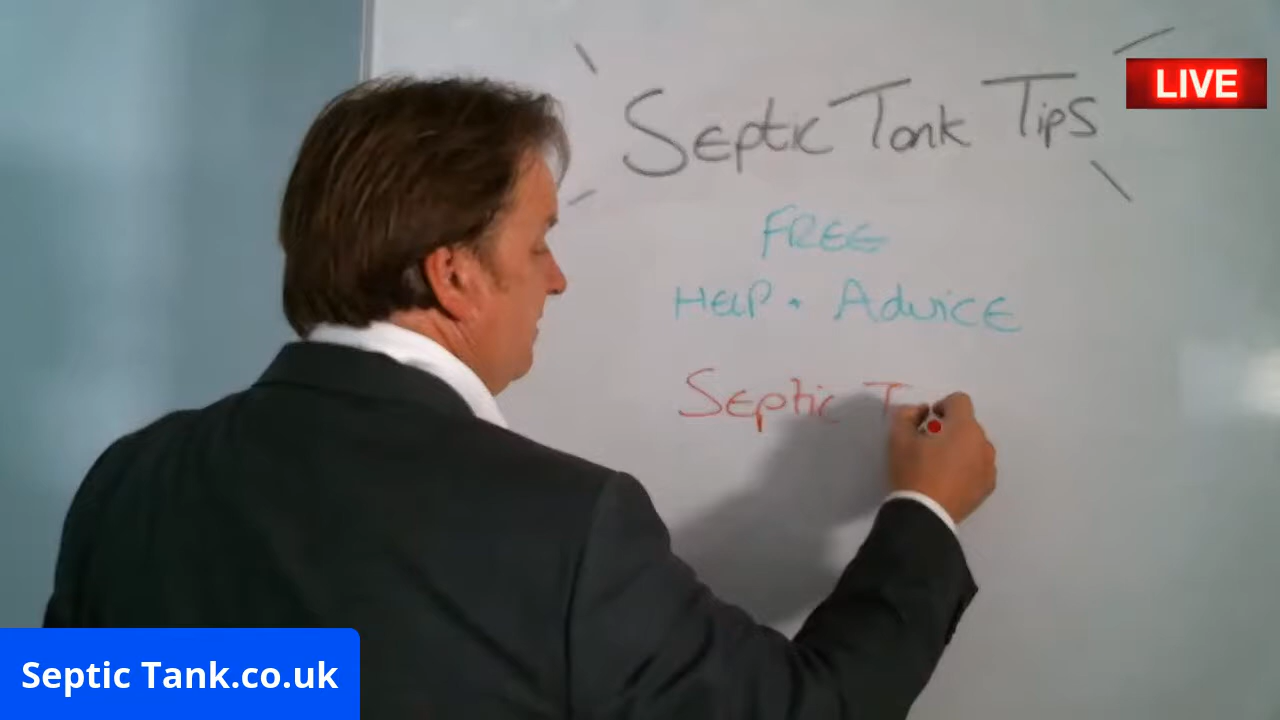 Septic Tank Tips
LIVE
FREE
HELP + Advice
Septic T
Septic Tank.co.uk